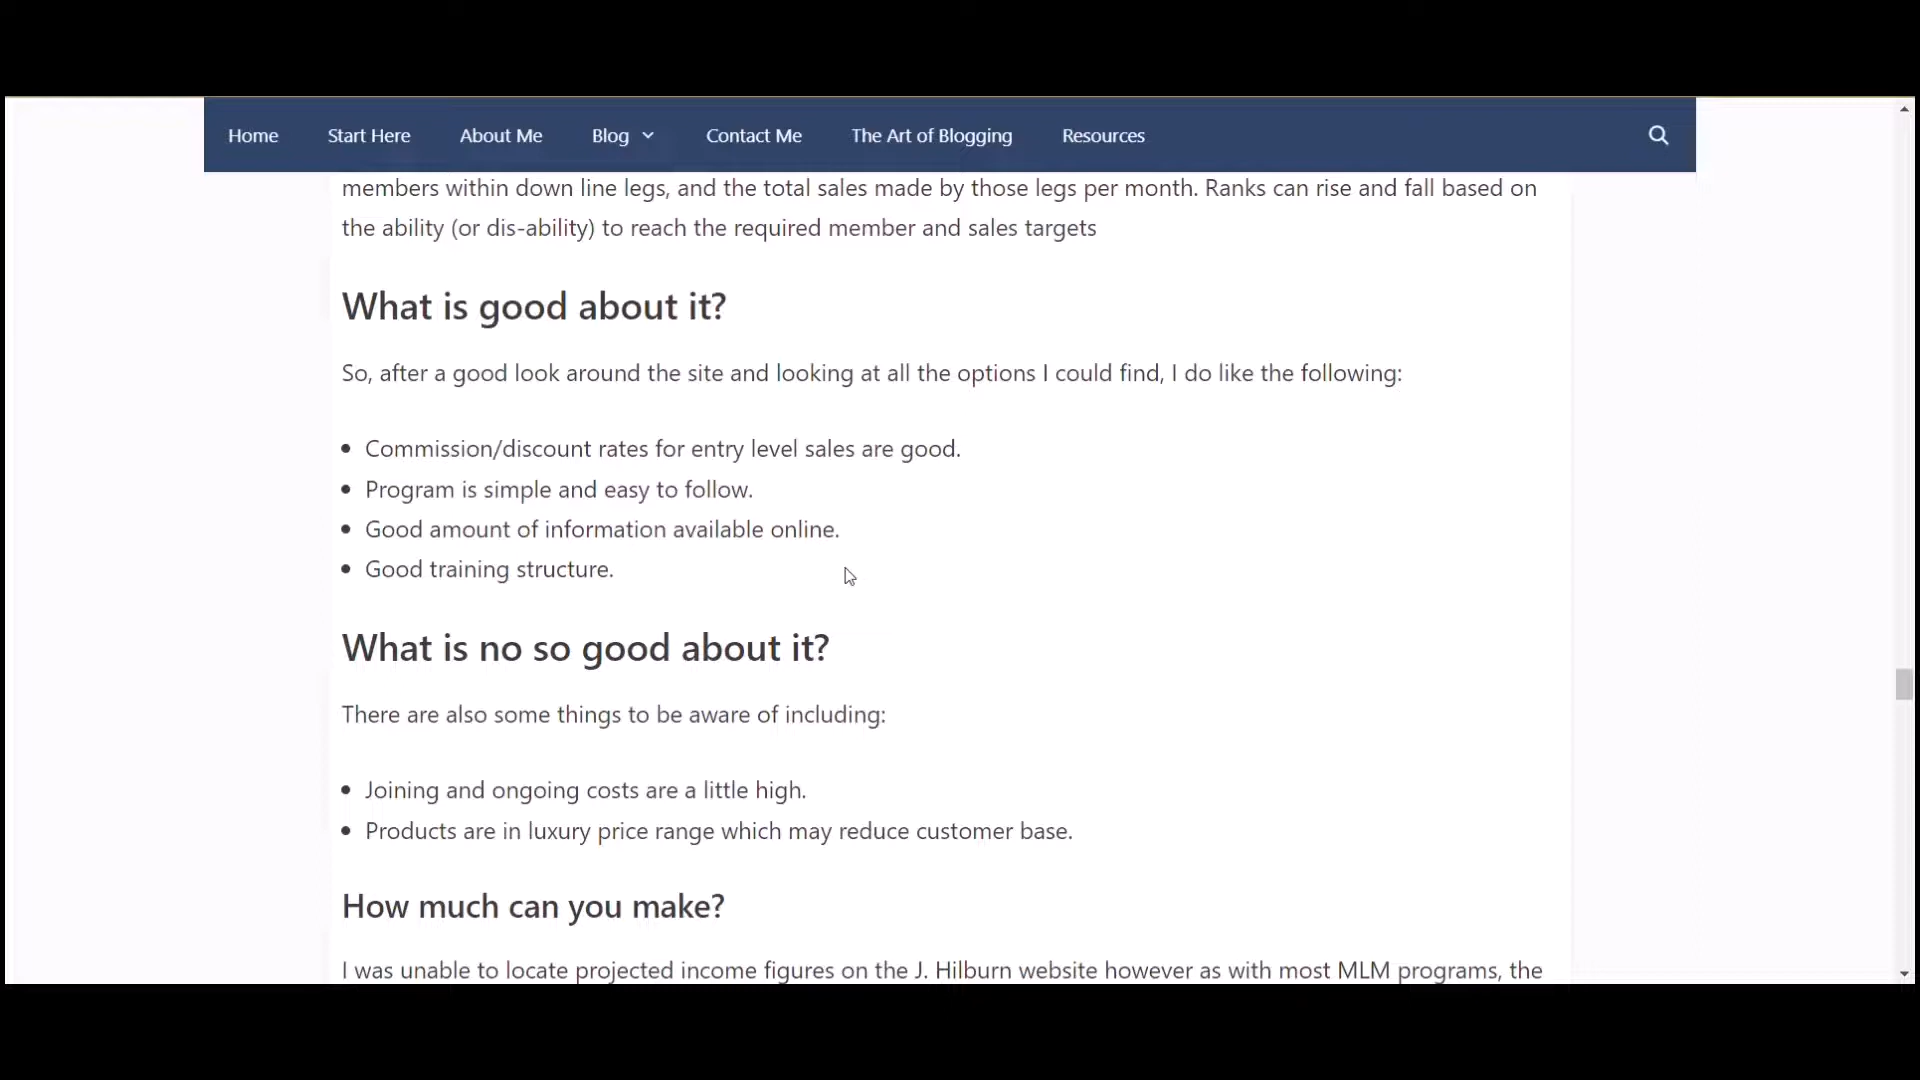 Home Start Here About Me Blog Contact Me The Art of Blogging Resources
members within down line legs, and the total sales made by those legs per month. Ranks can rise and fall based on
the ability (or dis-ability) to reach the required member and sales targets
What is good about it?
So, after a good look around the site and looking at all the options I could find, I do like the following:
• Commission/discount rates for entry level sales are good.
• Program is simple and easy to follow.
• Good amount of information available online.
• Good training structure.
What is no so good about it?
There are also some things to be aware of including:
• Joining and ongoing costs are a little high.
• Products are in luxury price range which may reduce customer base.
How much can you make?
I was unable to locate projected income figures on the J. Hilburn website however as with most MLM programs, the